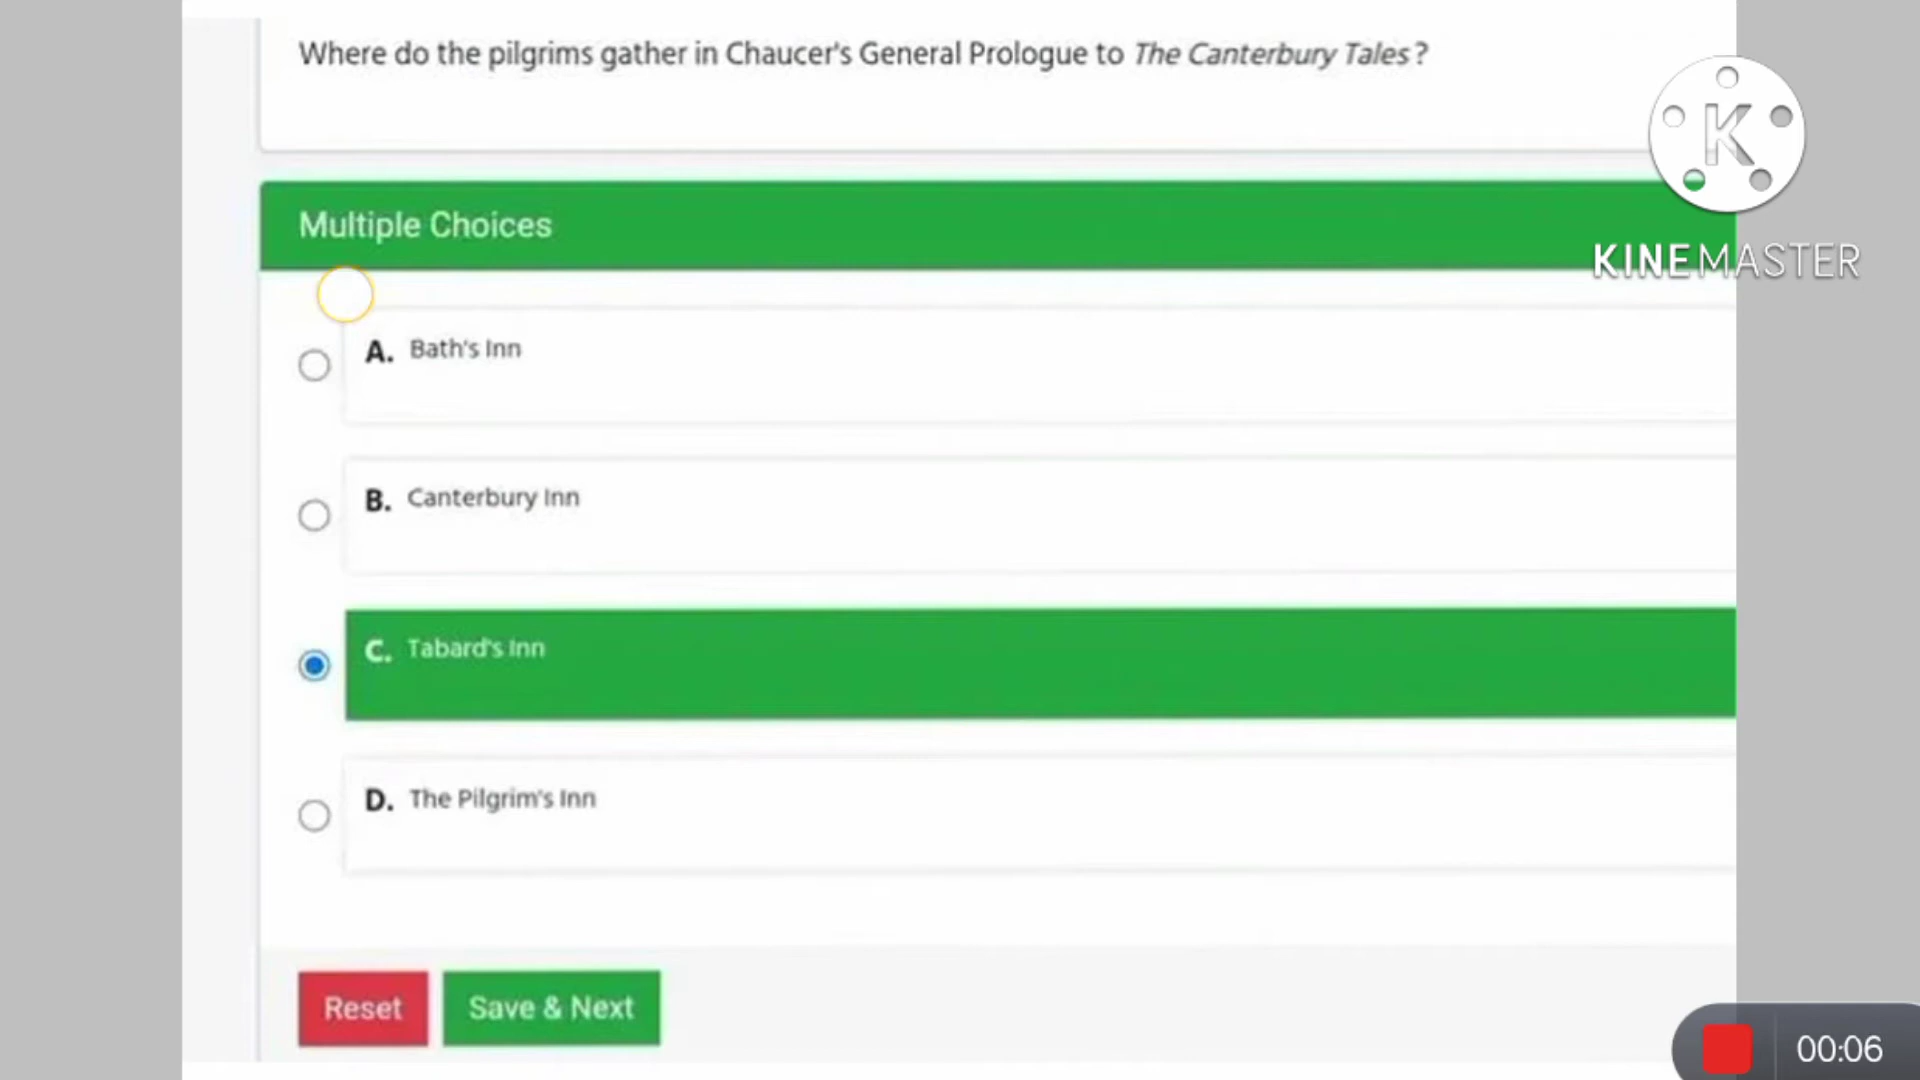 Where do the pilgrims gather in Chaucer's General Prologue to The Canterbury Tales?
K
KINEMASTER
Multiple Choices
A. Bath's Inn
B. Canterbury Inn
C. Tabard's Inn
D. The Pilgrim's Inn
Reset Save & Next
00:06